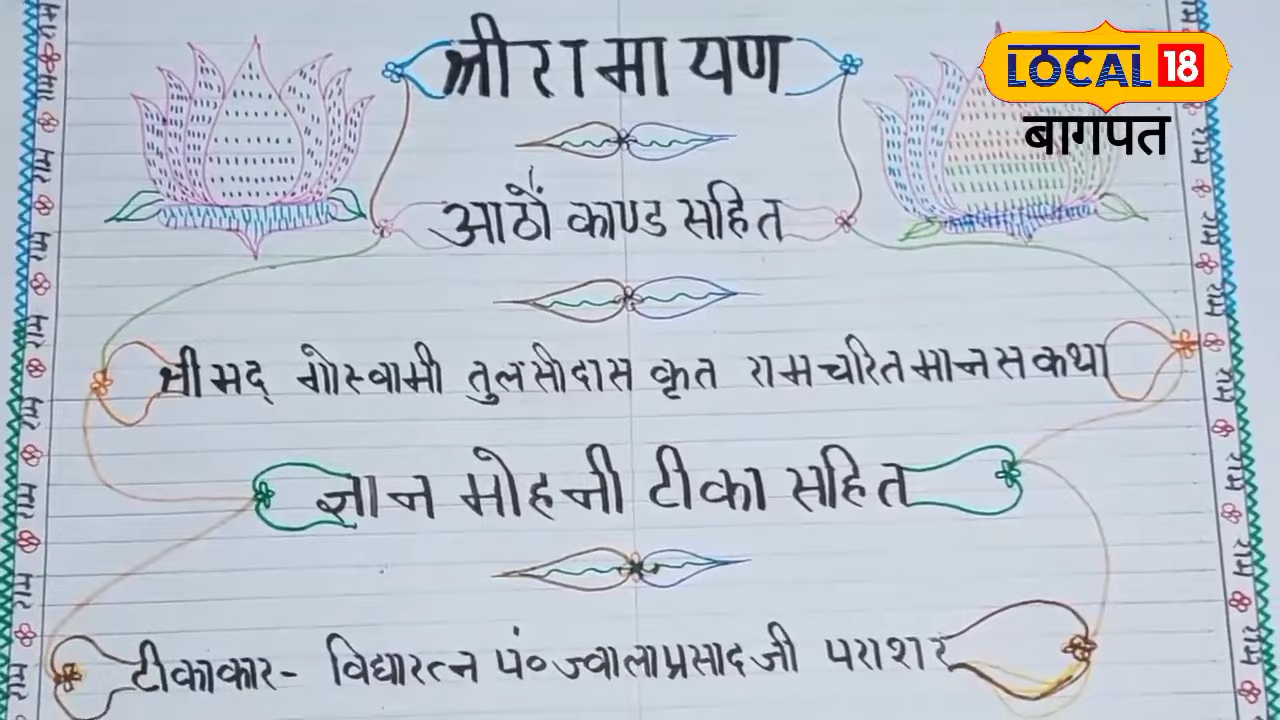 श्रीरामायण
LOCAL 18
बागपत
आठों काण्ड सहित
श्रीमद् गोस्वामी तुलसीदास कृत रामचरितमानस कथा
ज्ञान मोहनी टीका सहित
टीकाकार- विद्यारत्न पं० ज्वालाप्रसाद जी पराशर
राम राम राम राम राम राम राम राम
राम राम राम राम राम राम राम राम